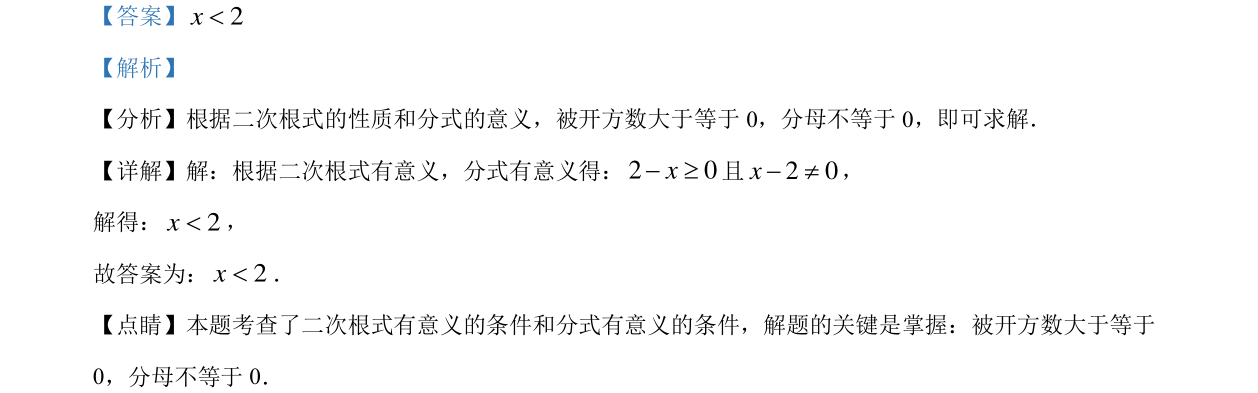 【答案】x < 2
【解析】
【分析】根据二次根式的性质和分式的意义，被开方数大于等于 0，分母不等于 0，即可求解．
【详解】解：根据二次根式有意义，分式有意义得：2 − x ≥ 0 且 x − 2 ≠ 0，
解得：x < 2，
故答案为：x < 2．
【点睛】本题考查了二次根式有意义的条件和分式有意义的条件，解题的关键是掌握：被开方数大于等于
0，分母不等于 0．